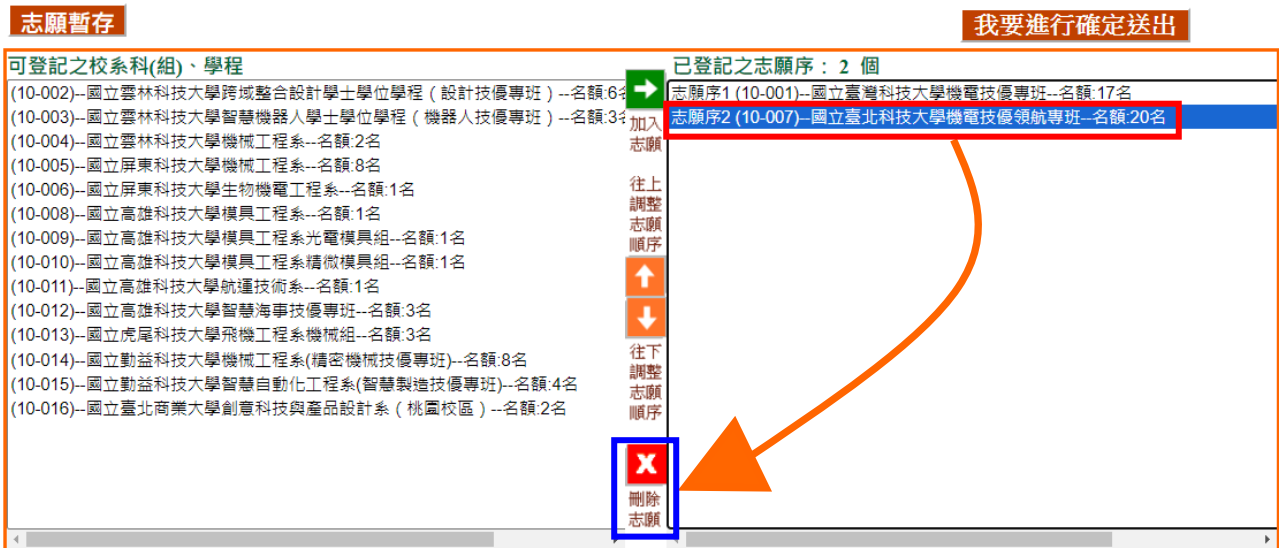 志願暫存
我要進行確定送出
可登記之校系科(組)、學程
(10-002)--國立雲林科技大學跨域整合設計學士學位學程（設計技優專班）--名額:6
(10-003)--國立雲林科技大學智慧機器人學士學位學程（機器人技優專班）--名額:3
(10-004)--國立雲林科技大學機械工程系--名額:2名
(10-005)--國立屏東科技大學機械工程系--名額:8名
(10-006)--國立屏東科技大學生物機電工程系--名額:1名
(10-008)--國立高雄科技大學模具工程系--名額:1名
(10-009)--國立高雄科技大學模具工程系光電模具組--名額:1名
(10-010)--國立高雄科技大學模具工程系精微模具組--名額:1名
(10-011)--國立高雄科技大學航運技術系--名額:1名
(10-012)--國立高雄科技大學智慧海事技優專班--名額:3名
(10-013)--國立虎尾科技大學飛機工程系機械組--名額:3名
(10-014)--國立勤益科技大學機械工程系(精密機械技優專班)--名額:8名
(10-015)--國立勤益科技大學智慧自動化工程系(智慧製造技優專班)--名額:4名
(10-016)--國立臺北商業大學創意科技與產品設計系（桃園校區）--名額:2名
加入
志願
往上
調整
志願
順序
往下
調整
志願
順序
X
刪除
志願
已登記之志願序： 2 個
志願序1 (10-001)--國立臺灣科技大學機電技優專班--名額:17名
志願序2 (10-007)--國立臺北科技大學機電技優領航專班--名額:20名